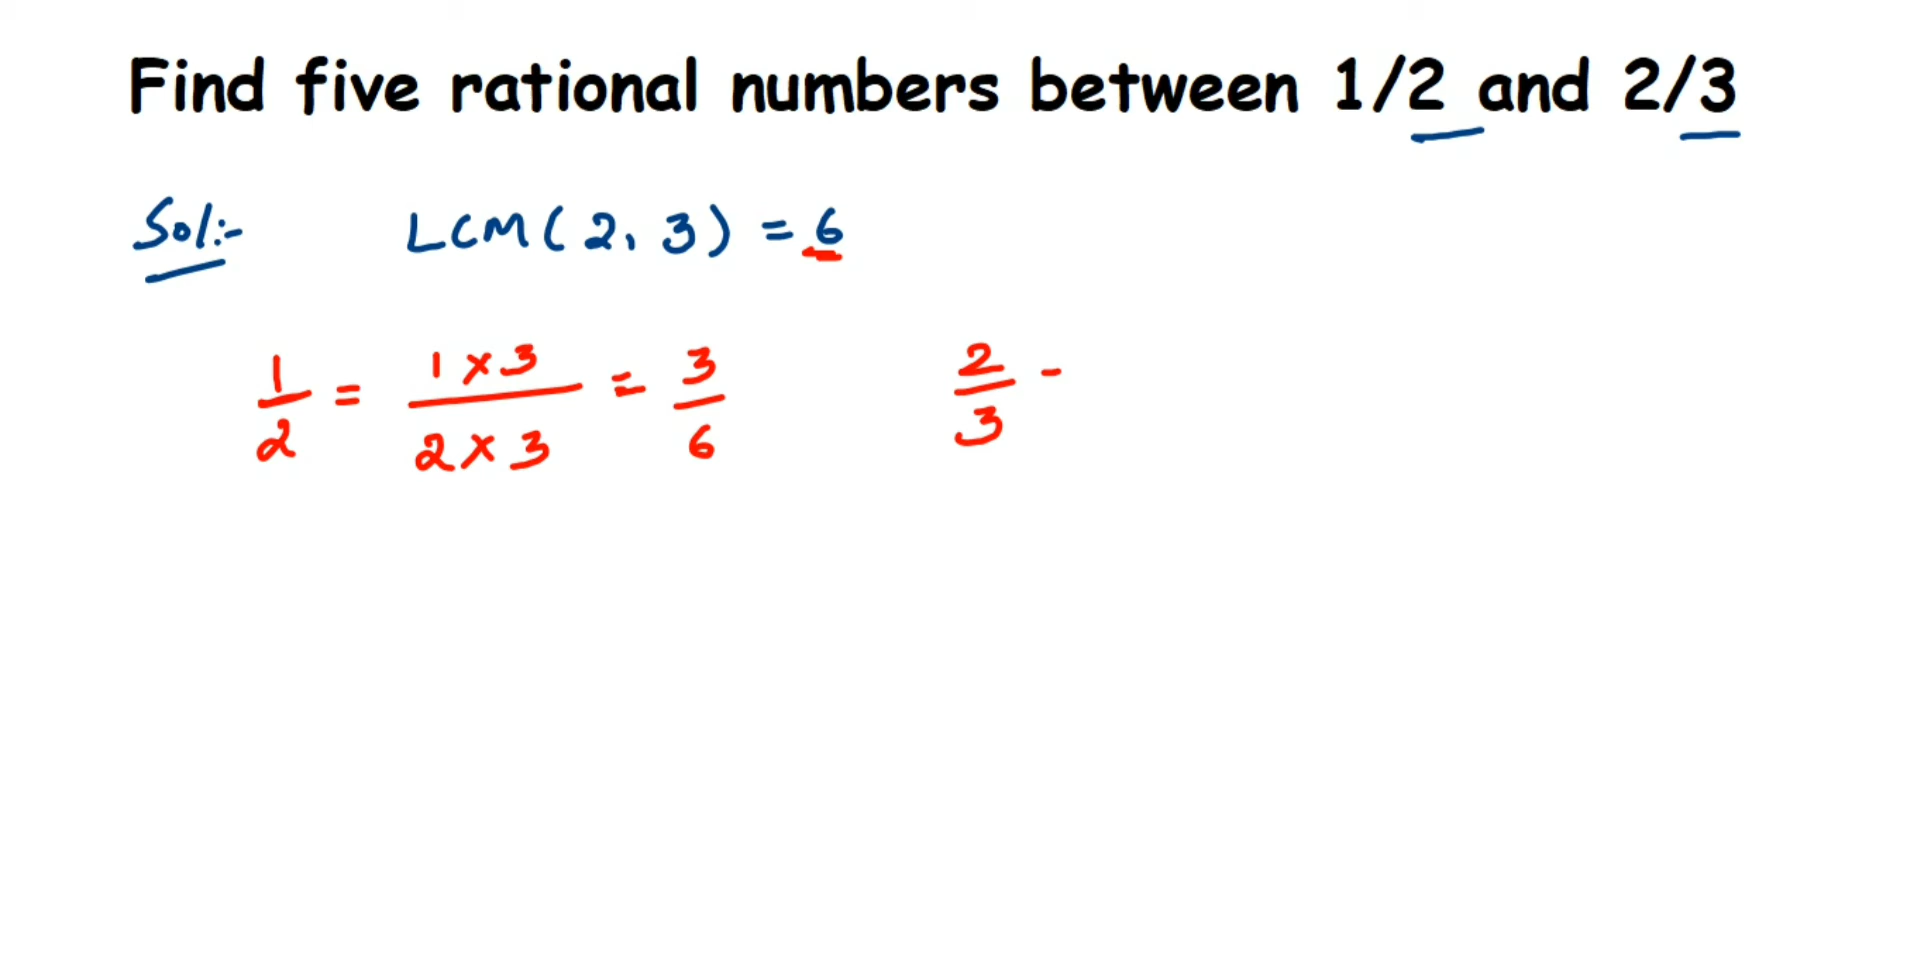 Find five rational numbers between 1/2 and 2/3
Sol:- LCM(2, 3) = 6
1/2 = 1×3/2×3 = 3/6 2/3 -